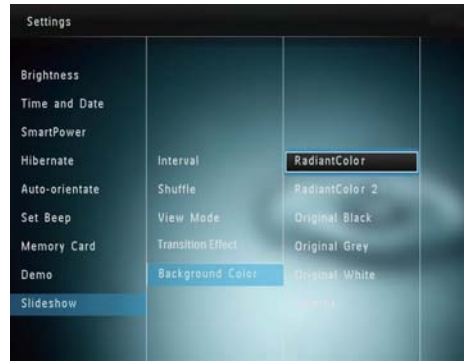 Settings
Brightness
Time and Date
SmartPower
Hibernate
Auto-orientate
Set Beep
Memory Card
Demo
Slideshow
Interval
Shuffle
View Mode
Transition Effect
Background Color
RadiantColor
RadiantColor 2
Original Black
Original Grey
Original White